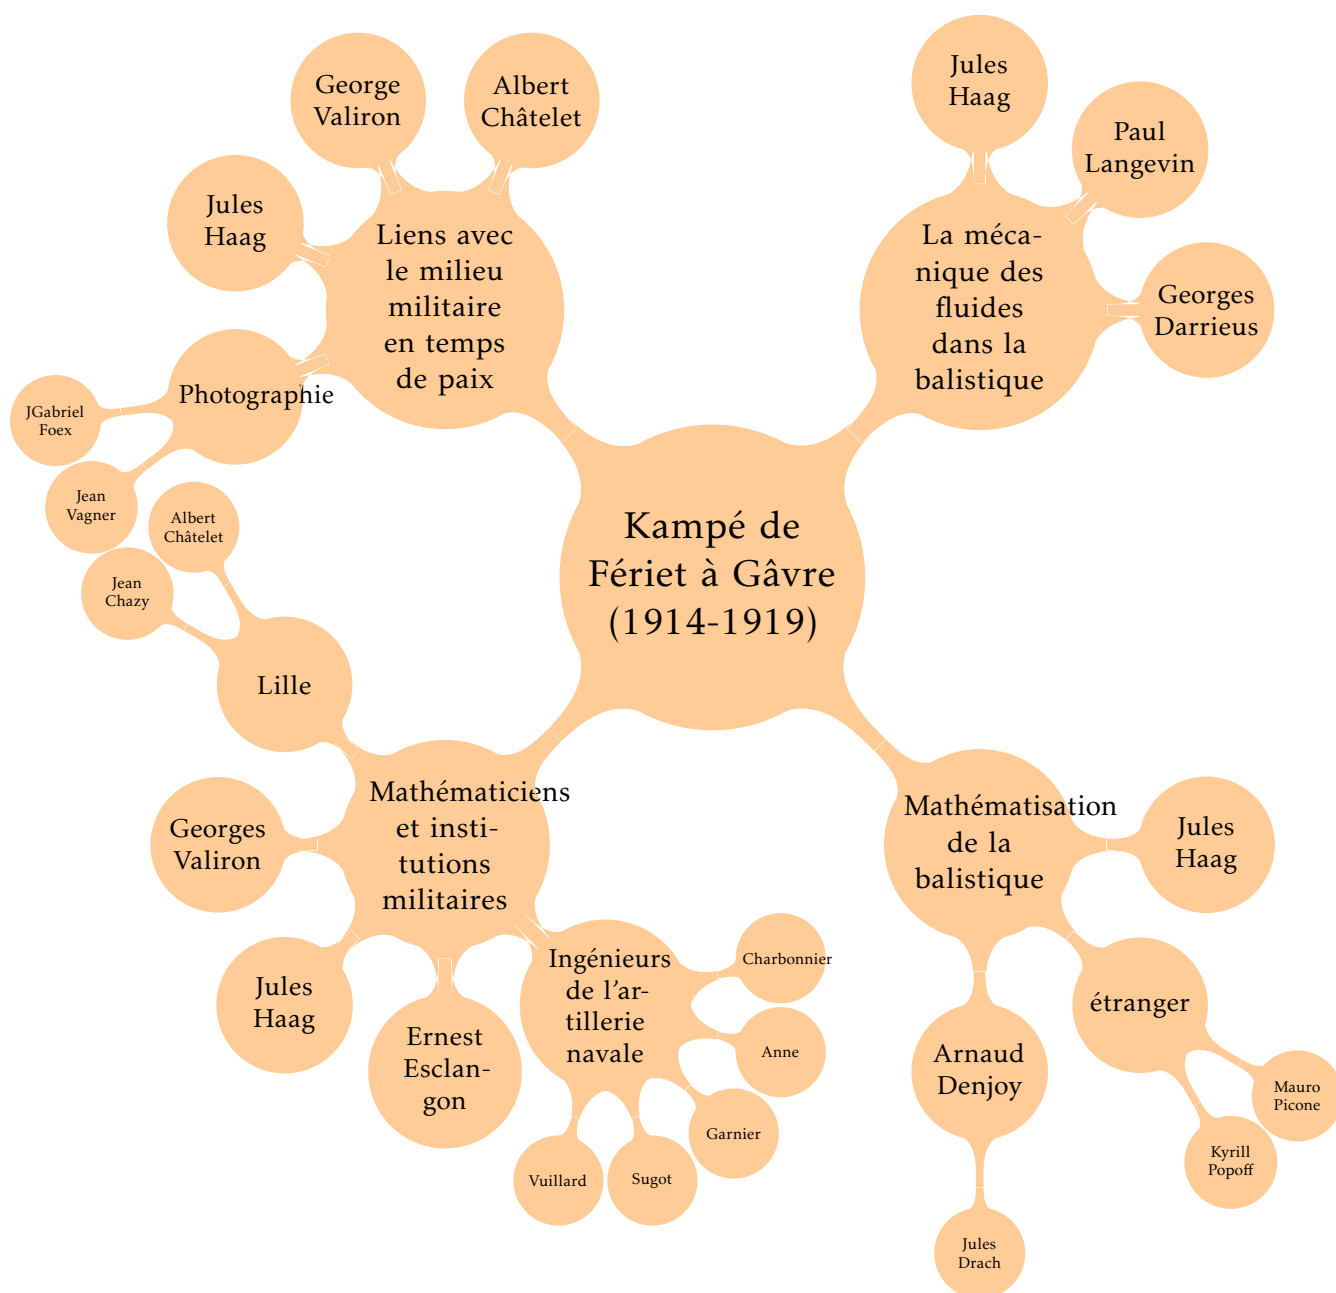 Kampé de
Fériet à Gâvre
(1914-1919)
Liens avec
le milieu
militaire
en temps
de paix
George
Valiron
Albert
Châtelet
Jules
Haag
Photographie
JGabriel
Foex
Jean
Vagner
La méca-
nique des
fluides
dans la
balistique
Jules
Haag
Paul
Langevin
Georges
Darrieus
Mathématiciens
et insti-
tutions
militaires
Lille
Albert
Châtelet
Jean
Chazy
Georges
Valiron
Jules
Haag
Ernest
Esclan-
gon
Ingénieurs
de l'ar-
tillerie
navale
Charbonnier
Anne
Garnier
Sugot
Vuillard
Mathématisation
de la
balistique
Jules
Haag
étranger
Mauro
Picone
Kyrill
Popoff
Arnaud
Denjoy
Jules
Drach